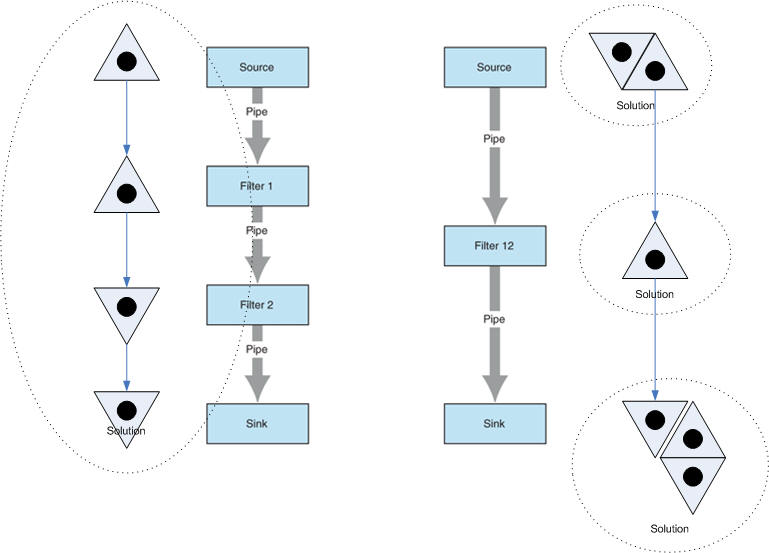 Source
Pipe
Filter 1
Pipe
Filter 2
Pipe
Sink
Solution
Source
Pipe
Filter 12
Pipe
Sink
Solution
Solution
Solution